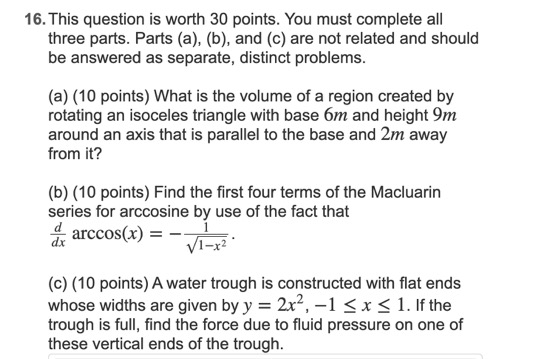 16. This question is worth 30 points. You must complete all
three parts. Parts (a), (b), and (c) are not related and should
be answered as separate, distinct problems.
(a) (10 points) What is the volume of a region created by
rotating an isoceles triangle with base 6m and height 9m
around an axis that is parallel to the base and 2m away
from it?
(b) (10 points) Find the first four terms of the Macluarin
series for arccosine by use of the fact that
d/dx arccos(x) = − 1/√(1−x²) .
(c) (10 points) A water trough is constructed with flat ends
whose widths are given by y = 2x², −1 ≤ x ≤ 1. If the
trough is full, find the force due to fluid pressure on one of
these vertical ends of the trough.